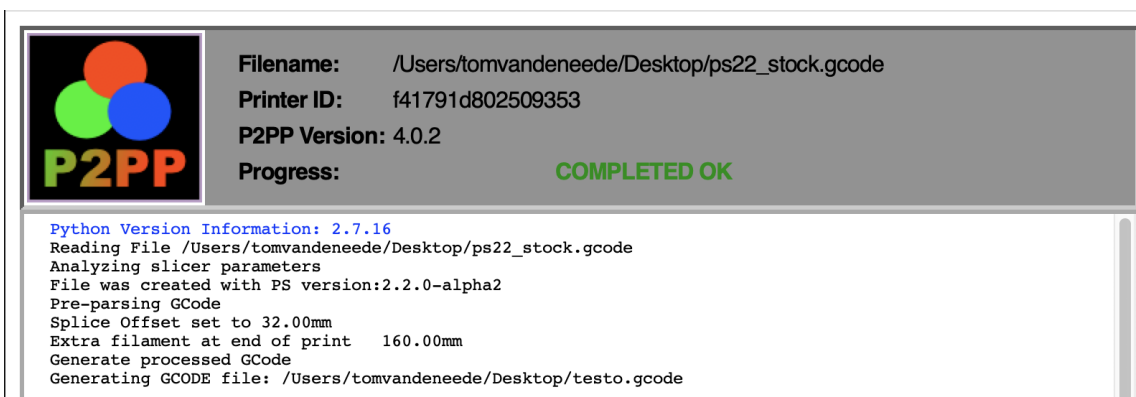 P2PP
Filename: /Users/tomvandeneede/Desktop/ps22_stock.gcode
Printer ID: f41791d802509353
P2PP Version: 4.0.2
Progress: COMPLETED OK
Python Version Information: 2.7.16
Reading File /Users/tomvandeneede/Desktop/ps22_stock.gcode
Analyzing slicer parameters
File was created with PS version:2.2.0-alpha2
Pre-parsing GCode
Splice Offset set to 32.00mm
Extra filament at end of print   160.00mm
Generate processed GCode
Generating GCODE file: /Users/tomvandeneede/Desktop/testo.gcode